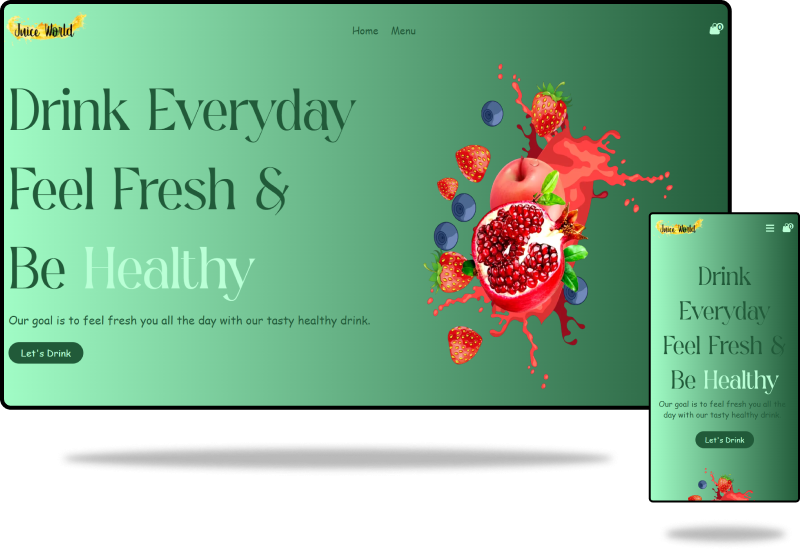 Juice World
Home Menu
0
Drink Everyday
Feel Fresh &
Be Healthy
Our goal is to feel fresh you all the day with our tasty healthy drink.
Let's Drink
Juice World
0
Drink
Everyday
Feel Fresh &
Be Healthy
Our goal is to feel fresh you all the
day with our tasty healthy drink.
Let's Drink